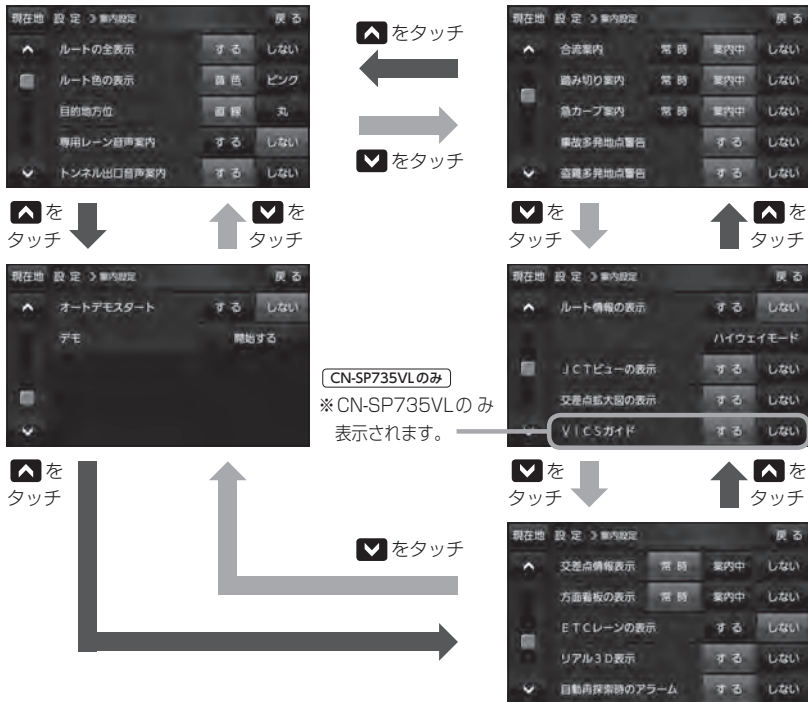 現在地 設定 > 案内設定 戻る
ルートの全表示 する しない
ルート色の表示 黄色 ピンク
目的地方位 直線 丸
専用レーン音声案内 する しない
トンネル出口音声案内 する しない
をタッチ
をタッチ
現在地 設定 > 案内設定 戻る
合流案内 常時 案内中 しない
踏み切り案内 常時 案内中 しない
急カーブ案内 常時 案内中 しない
事故多発地点警告 する しない
盗難多発地点警告 する しない
を
タッチ
を
タッチ
を
タッチ
を
タッチ
現在地 設定 > 案内設定 戻る
オートデモスタート する しない
デモ 開始する
CN-SP735VLのみ
※CN-SP735VLのみ
表示されます。
現在地 設定 > 案内設定 戻る
ルート情報の表示 する しない
ハイウェイモード
JCTビューの表示 する しない
交差点拡大図の表示 する しない
VICSガイド する しない
を
タッチ
を
タッチ
を
タッチ
をタッチ
現在地 設定 > 案内設定 戻る
交差点情報表示 常時 案内中 しない
方面看板の表示 常時 案内中 しない
ETCレーンの表示 する しない
リアル3D表示 する しない
自動再探索時のアラーム する しない